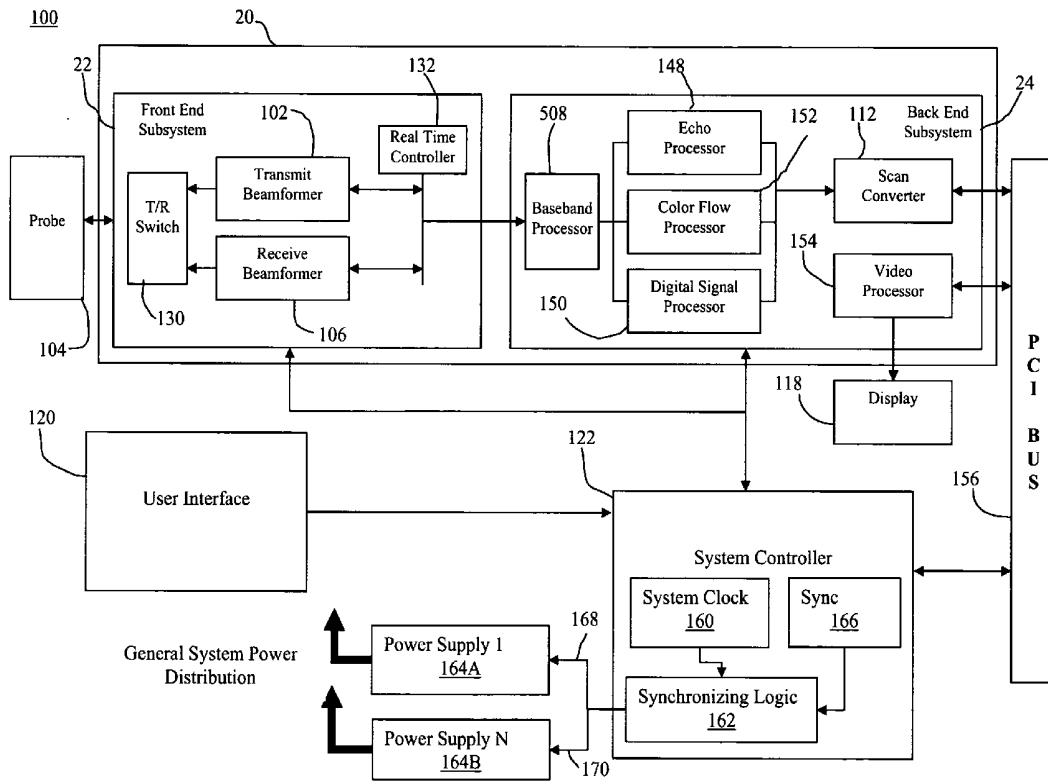 100
20
22
132
148
24
Front End
Subsystem
102
508
152
112
Back End
Subsystem
Real Time
Controller
Echo
Processor
Probe
T/R
Switch
Transmit
Beamformer
Baseband
Processor
Color Flow
Processor
Scan
Converter
Receive
Beamformer
154
Video
Processor
Digital Signal
Processor
130
106
150
104
PCI BUS
118
Display
120
122
User Interface
156
System Controller
System Clock
160
Sync
166
General System Power
Distribution
Power Supply 1
164A
168
Synchronizing Logic
162
Power Supply N
164B
170